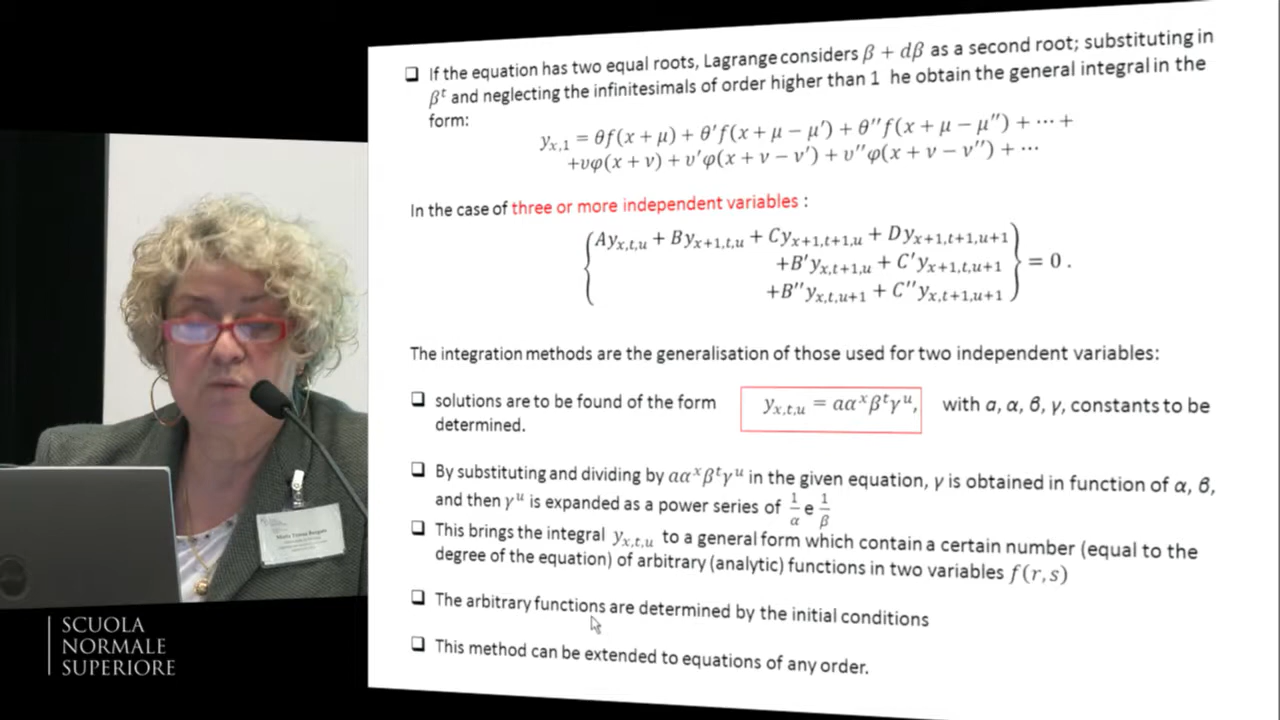 ❑ If the equation has two equal roots, Lagrange considers β + dβ as a second root; substituting in
β^t and neglecting the infinitesimals of order higher than 1 he obtain the general integral in the
form:
y_{x,1} = θf(x + μ) + θ′f(x + μ − μ′) + θ″f(x + μ − μ″) + ⋯ +
+υφ(x + ν) + υ′φ(x + ν − ν′) + υ″φ(x + ν − ν″) + ⋯
In the case of three or more independent variables :
Ay_{x,t,u} + By_{x+1,t,u} + Cy_{x+1,t+1,u} + Dy_{x+1,t+1,u+1}
+B′y_{x,t+1,u} + C′y_{x+1,t,u+1} = 0 .
+B″y_{x,t,u+1} + C″y_{x,t+1,u+1}
The integration methods are the generalisation of those used for two independent variables:
❑ solutions are to be found of the form y_{x,t,u} = aα^xβ^tγ^u, with a, α, β, γ, constants to be
determined.
❑ By substituting and dividing by aα^xβ^tγ^u in the given equation, γ is obtained in function of α, β,
and then γ^u is expanded as a power series of 1/α e 1/β
❑ This brings the integral y_{x,t,u} to a general form which contain a certain number (equal to the
degree of the equation) of arbitrary (analytic) functions in two variables f(r, s)
❑ The arbitrary functions are determined by the initial conditions
❑ This method can be extended to equations of any order.
SCUOLA
NORMALE
SUPERIORE